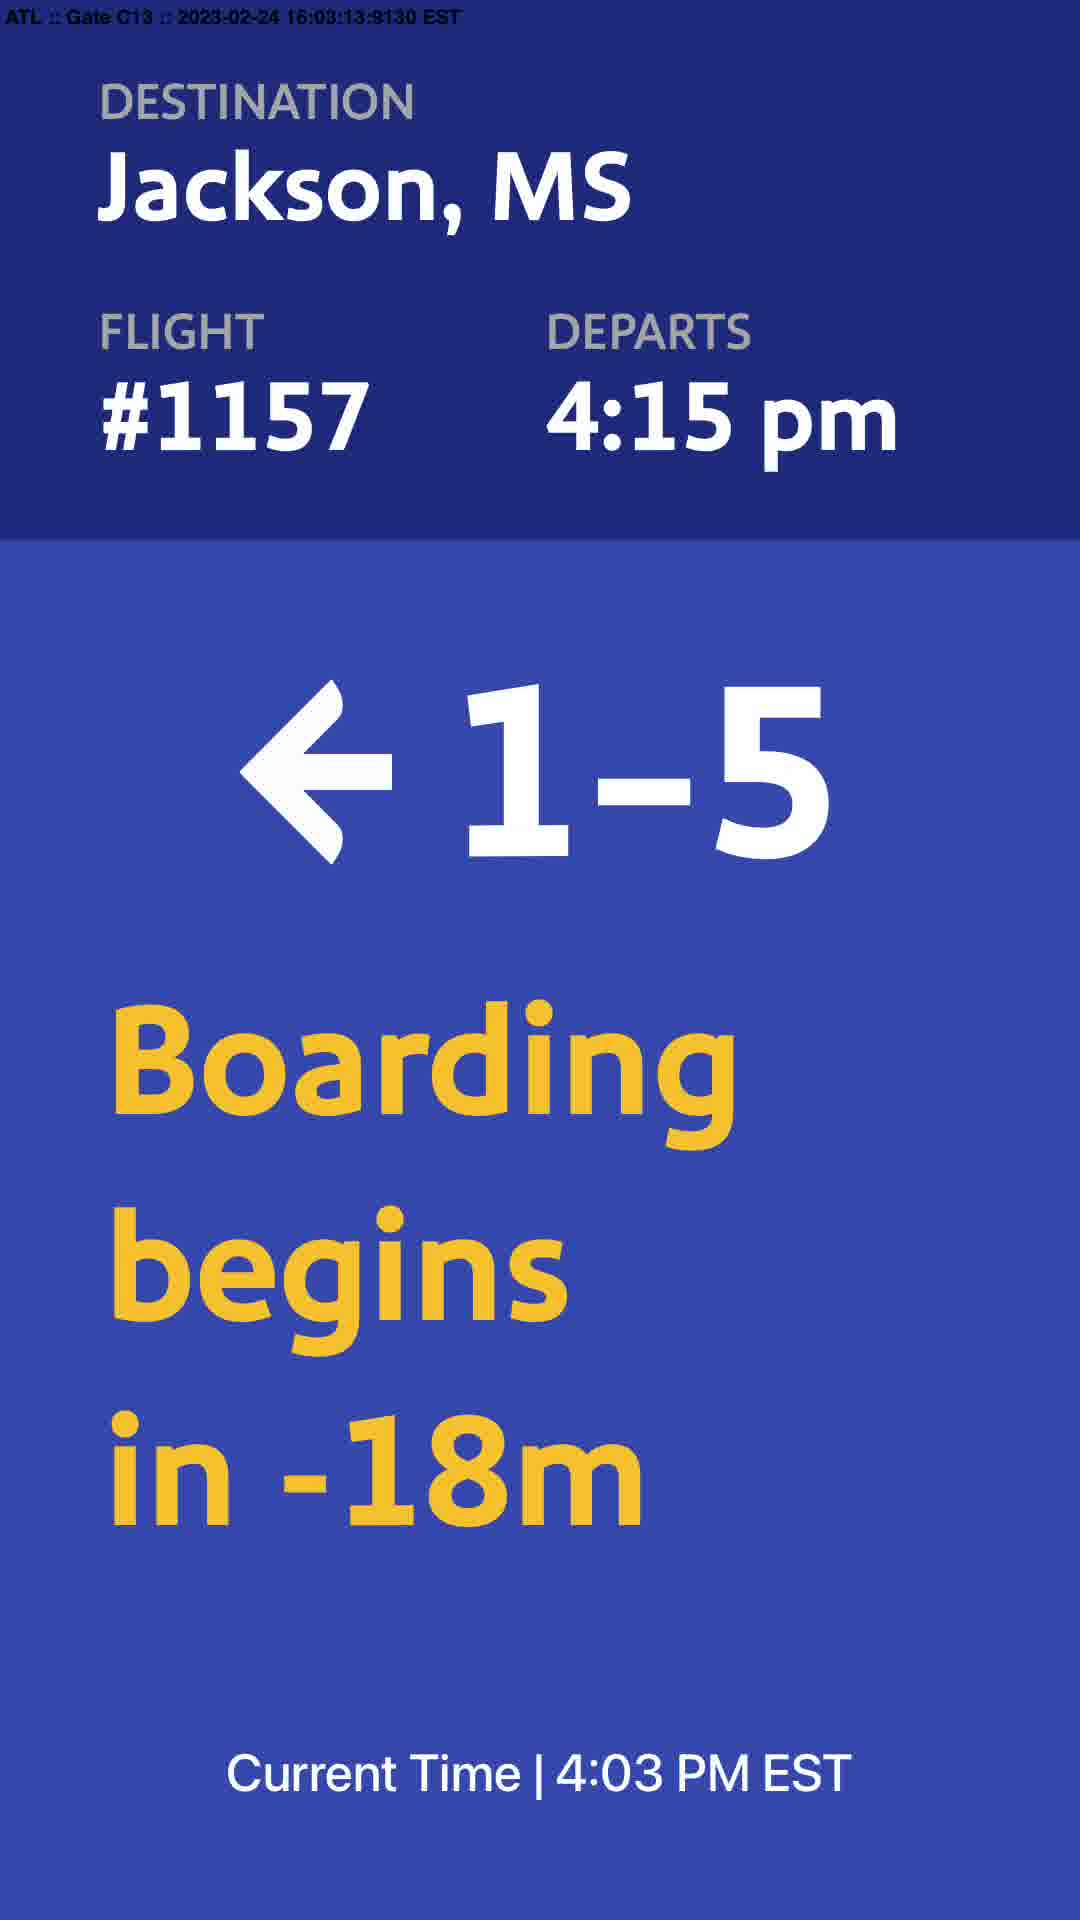 ATL :: Gate C13 :: 2023-02-24 16:03:13:9130 EST
DESTINATION
Jackson, MS
FLIGHT DEPARTS
#1157 4:15 pm
← 1–5
Boarding
begins
in -18m
Current Time | 4:03 PM EST